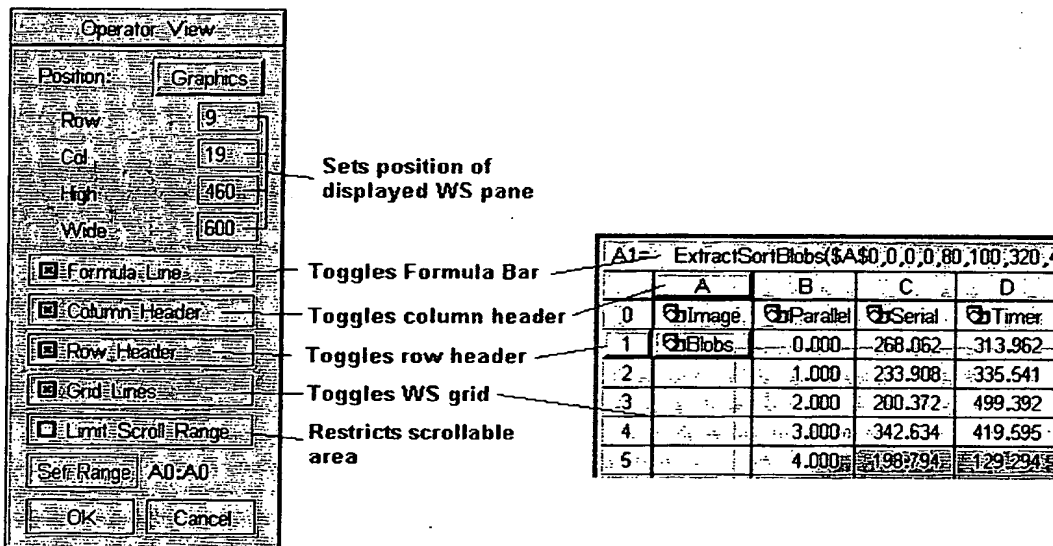 Operator View
Position: Graphics
Row 9
Col 19
High 460
Wide 600
Formula Line
Column Header
Row Header
Grid Lines
Limit Scroll Range
Set Range A0:A0
OK Cancel
Sets position of
displayed WS pane
Toggles Formula Bar
Toggles column header
Toggles row header
Toggles WS grid
Restricts scrollable
area
A1= ExtractSortBlobs($A$0,0,0,0,80,100,320,4
A B C D
0 Image Parallel Serial Timer
1 Blobs 0.000 268.062 313.962
2 1.000 233.908 335.541
3 2.000 200.372 499.392
4 3.000 342.634 419.595
5 4.000 198.794 129.294